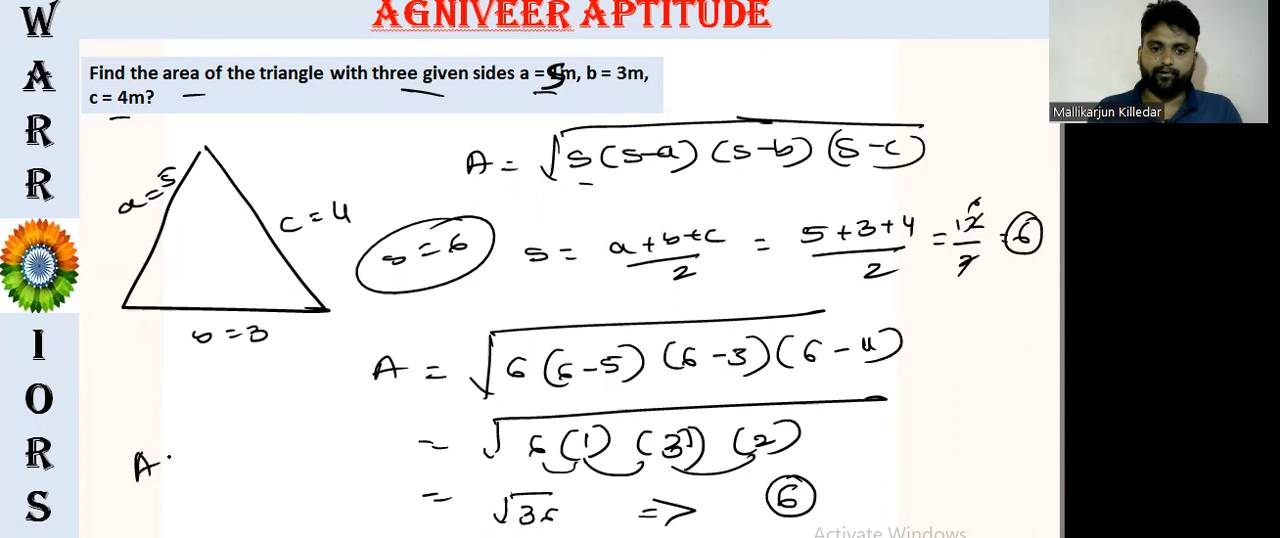 AGNIVEER APTITUDE
WARRIORS
Find the area of the triangle with three given sides a = 5m, b = 3m,
c = 4m?
Mallikarjun Killedar
A = √s(s-a)(s-b)(s-c)
a=5
c=4
b=3
s=6
s = a+b+c/2 = 5+3+4/2 = 12/2 = 6
A = √6(6-5)(6-3)(6-4)
= √6(1)(3)(2)
= √36 => 6
A
Activate Windows